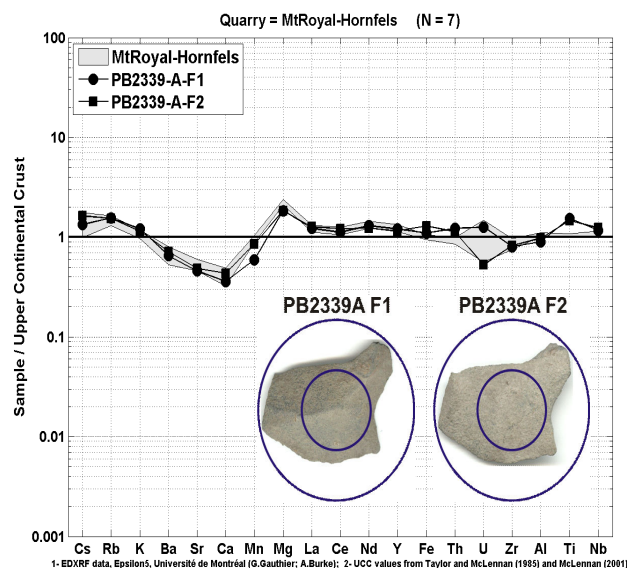 Quarry = MtRoyal-Hornfels (N = 7)
100
10
1
0.1
0.01
0.001
Sample / Upper Continental Crust
MtRoyal-Hornfels
PB2339-A-F1
PB2339-A-F2
PB2339A F1 PB2339A F2
Cs Rb K Ba Sr Ca Mn Mg La Ce Nd Y Fe Th U Zr Al Ti Nb
1- EDXRF data, Epsilon5, Université de Montréal (G.Gauthier; A.Burke); 2- UCC values from Taylor and McLennan (1985) and McLennan (2001)